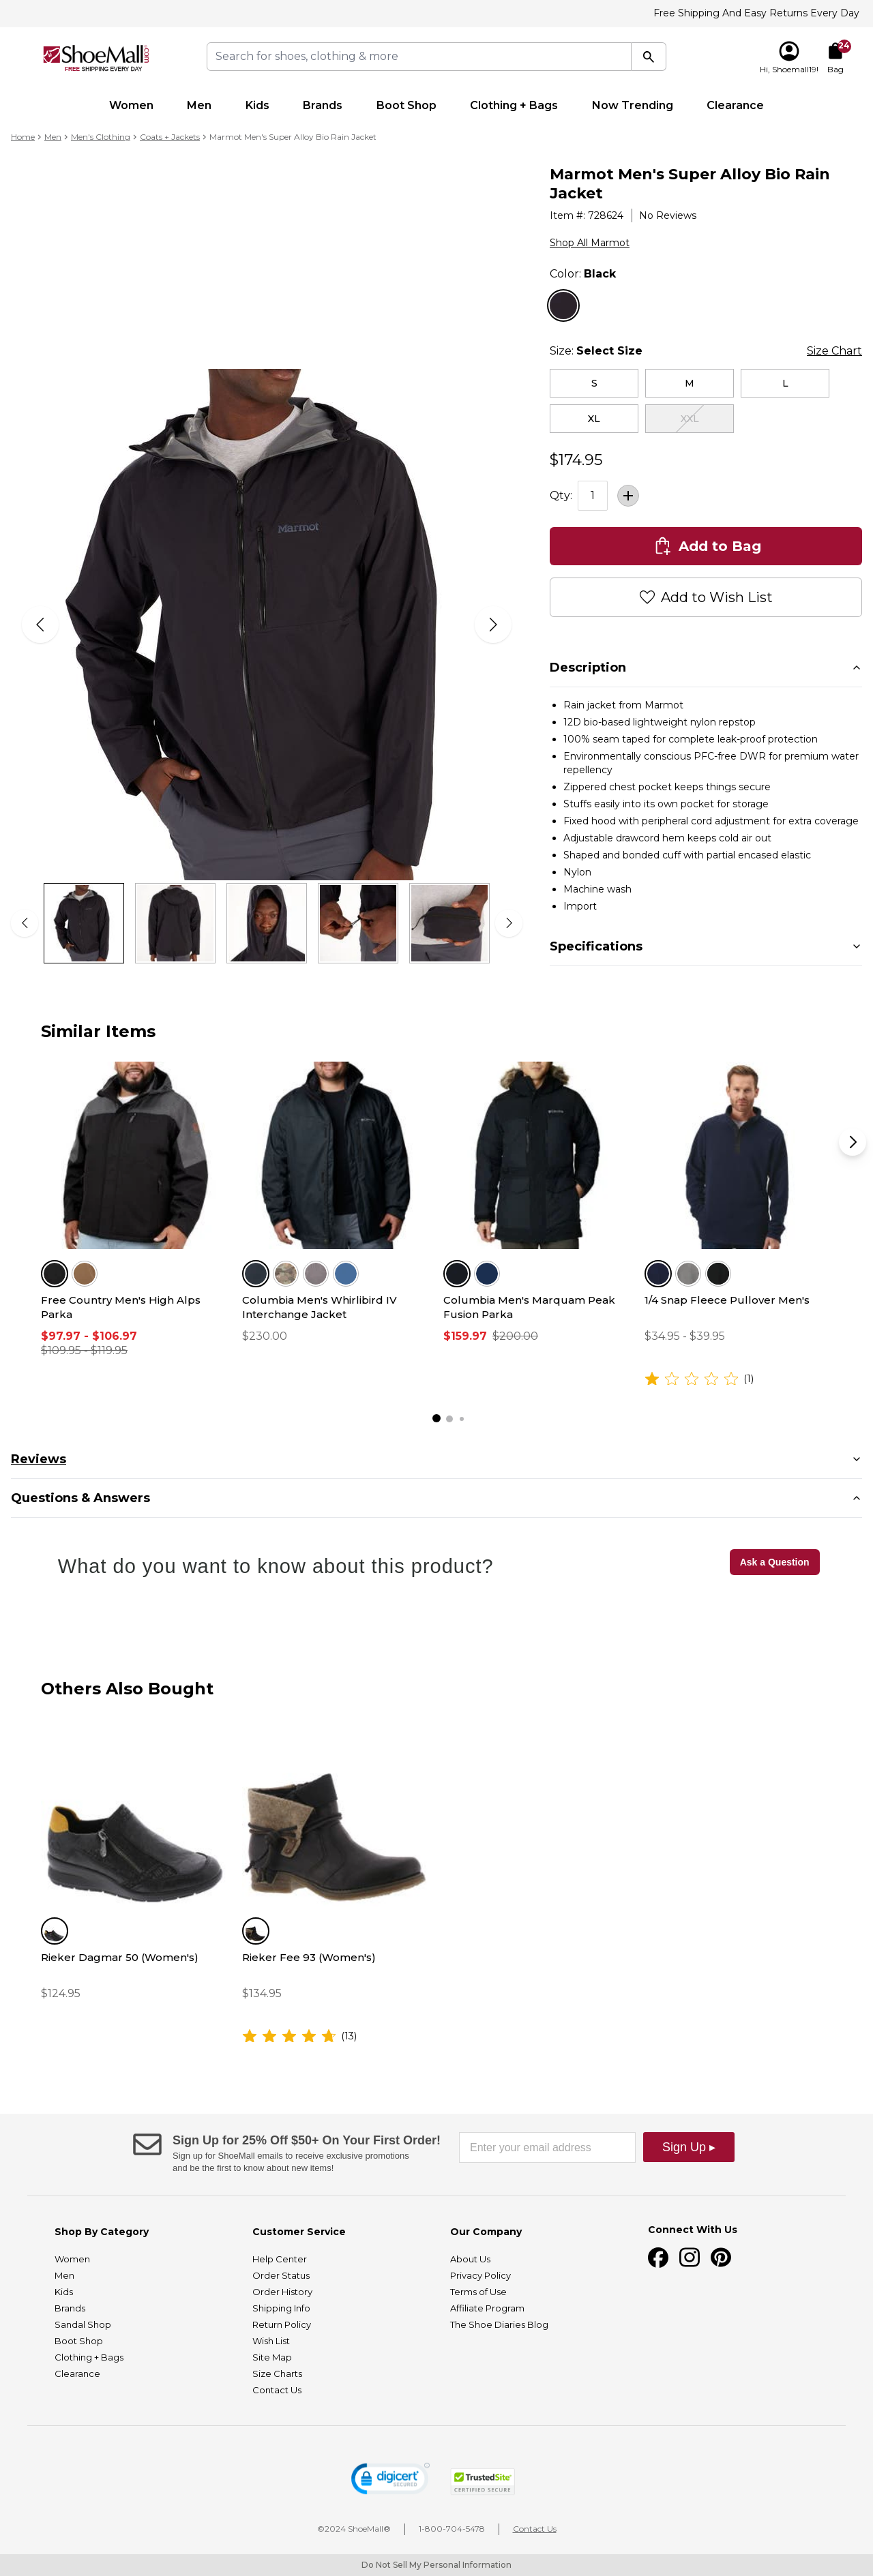 Free Shipping And Easy Returns Every Day
ShoeMall.com
FREE SHIPPING EVERY DAY
Search for shoes, clothing & more
Hi, Shoemall19!
24
Bag
Women
Men
Kids
Brands
Boot Shop
Clothing + Bags
Now Trending
Clearance
Home > Men > Men's Clothing > Coats + Jackets > Marmot Men's Super Alloy Bio Rain Jacket
Marmot
Marmot Men's Super Alloy Bio Rain
Jacket
Item #: 728624
No Reviews
Shop All Marmot
Color: Black
Size: Select Size
Size Chart
S
M
L
XL
XXL
$174.95
Qty: 1
Add to Bag
Add to Wish List
Description
• Rain jacket from Marmot
• 12D bio-based lightweight nylon repstop
• 100% seam taped for complete leak-proof protection
• Environmentally conscious PFC-free DWR for premium water
repellency
• Zippered chest pocket keeps things secure
• Stuffs easily into its own pocket for storage
• Fixed hood with peripheral cord adjustment for extra coverage
• Adjustable drawcord hem keeps cold air out
• Shaped and bonded cuff with partial encased elastic
• Nylon
• Machine wash
• Import
Specifications
Similar Items
Free Country Men's High Alps
Parka
$97.97 - $106.97
$109.95 - $119.95
Columbia Men's Whirlibird IV
Interchange Jacket
$230.00
Columbia Men's Marquam Peak
Fusion Parka
$159.97 $200.00
1/4 Snap Fleece Pullover Men's
$34.95 - $39.95
(1)
Reviews
Questions & Answers
What do you want to know about this product?
Ask a Question
Others Also Bought
Rieker Dagmar 50 (Women's)
$124.95
Rieker Fee 93 (Women's)
$134.95
(13)
Sign Up for 25% Off $50+ On Your First Order!
Sign up for ShoeMall emails to receive exclusive promotions
and be the first to know about new items!
Enter your email address
Sign Up ▸
Shop By Category
Women
Men
Kids
Brands
Sandal Shop
Boot Shop
Clothing + Bags
Clearance
Customer Service
Help Center
Order Status
Order History
Shipping Info
Return Policy
Wish List
Site Map
Size Charts
Contact Us
Our Company
About Us
Privacy Policy
Terms of Use
Affiliate Program
The Shoe Diaries Blog
Connect With Us
digicert
SECURED
TrustedSite
CERTIFIED SECURE
©2024 ShoeMall®
1-800-704-5478
Contact Us
Do Not Sell My Personal Information